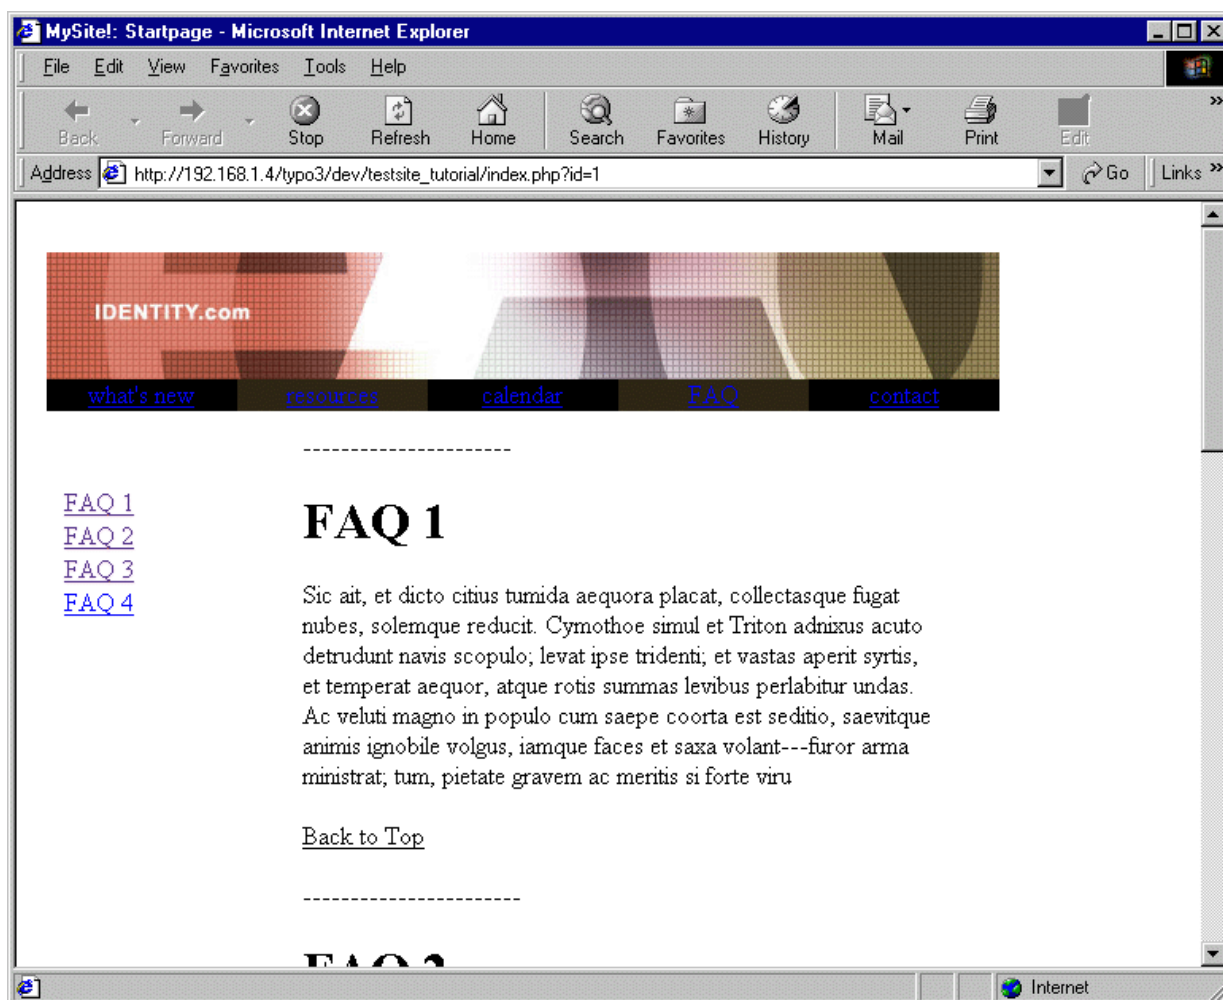 MySite!: Startpage - Microsoft Internet Explorer
File Edit View Favorites Tools Help
Back Forward Stop Refresh Home Search Favorites History Mail Print Edit
Address http://192.168.1.4/typo3/dev/testsite_tutorial/index.php?id=1 Go Links
IDENTITY.com
what's new resources calendar FAQ contact
----------------------
FAQ 1
FAQ 2
FAQ 3
FAQ 4
FAQ 1
Sic ait, et dicto citius tumida aequora placat, collectasque fugat
nubes, solemque reducit. Cymothoe simul et Triton adnixus acuto
detrudunt navis scopulo; levat ipse tridenti; et vastas aperit syrtis,
et temperat aequor, atque rotis summas levibus perlabitur undas.
Ac veluti magno in populo cum saepe coorta est seditio, saevitque
animis ignobile volgus, iamque faces et saxa volant---furor arma
ministrat; tum, pietate gravem ac meritis si forte viru
Back to Top
-----------------------
FAQ 2
Internet